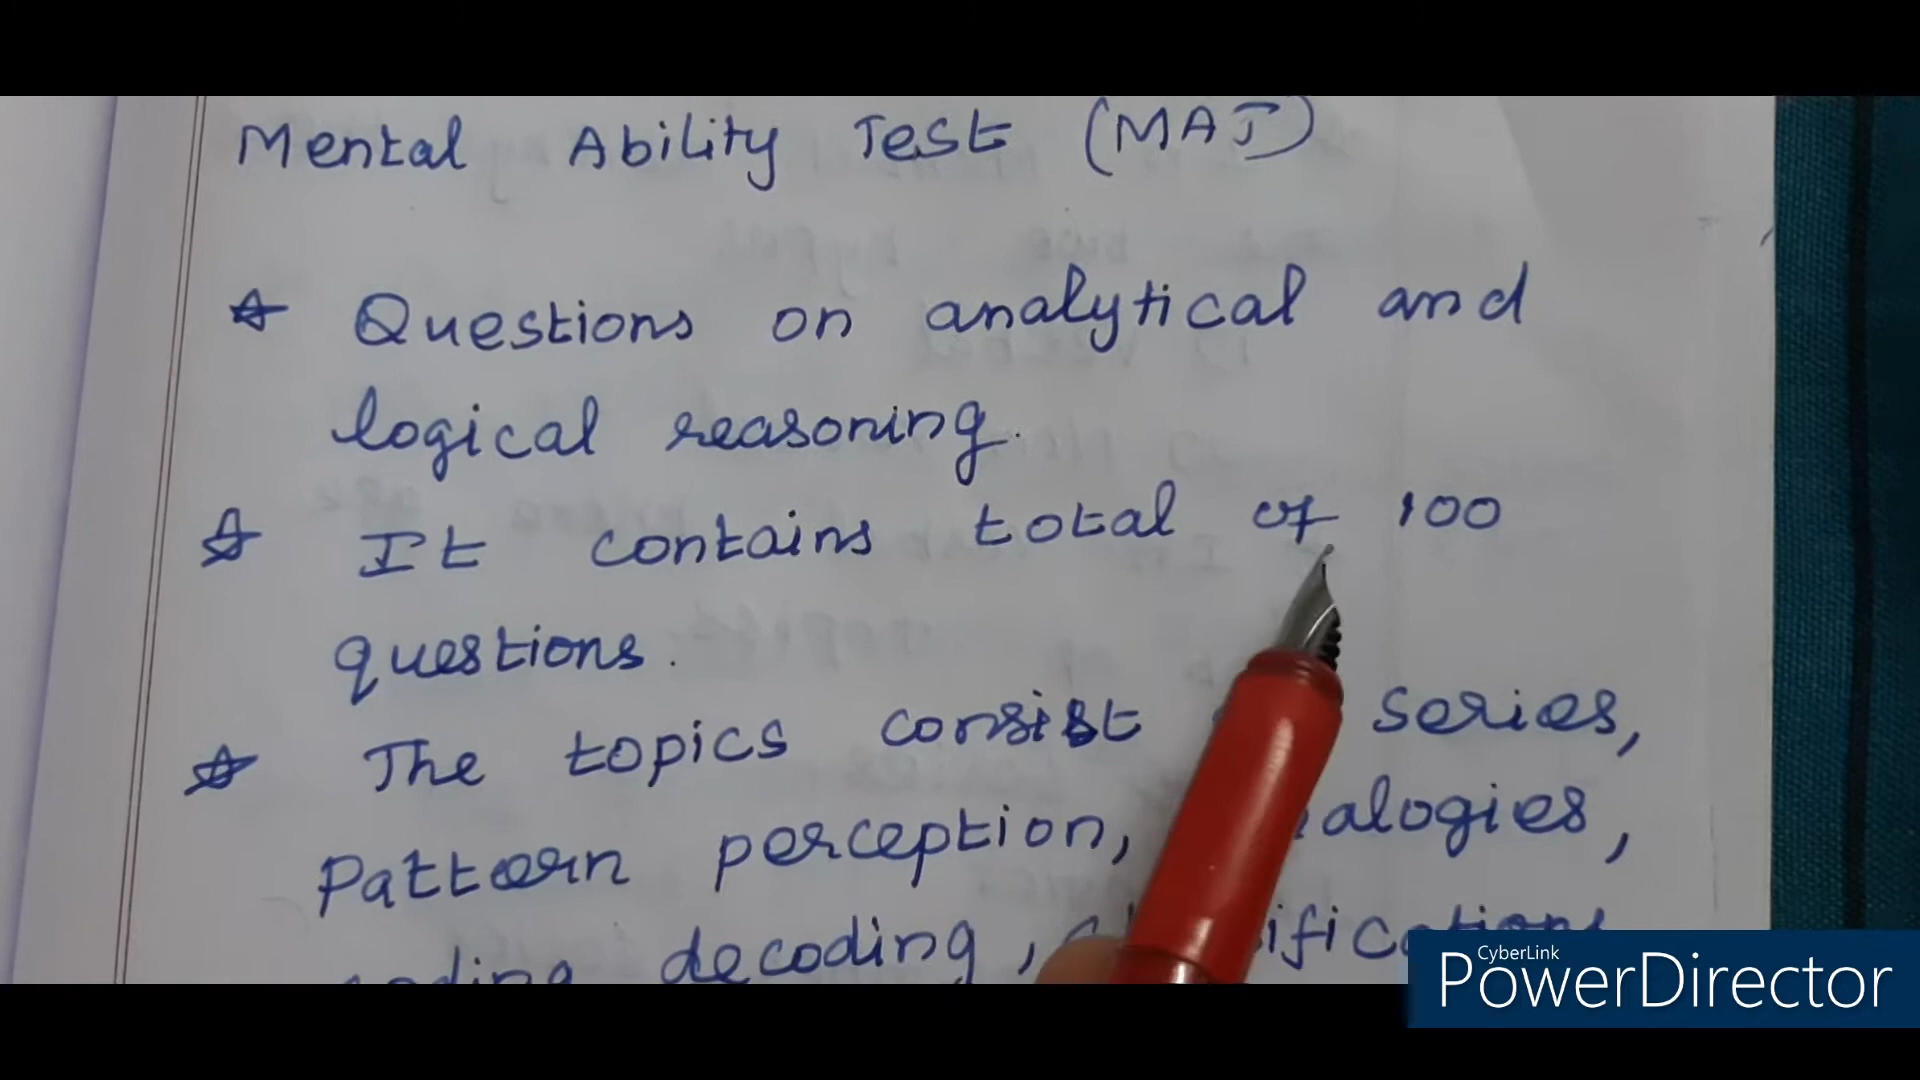 Mental Ability Test (MAT)
☆ Questions on analytical and
logical reasoning.
☆ It contains total of 100
questions.
☆ The topics consist series,
Pattern perception,
decoding,
CyberLink
PowerDirector